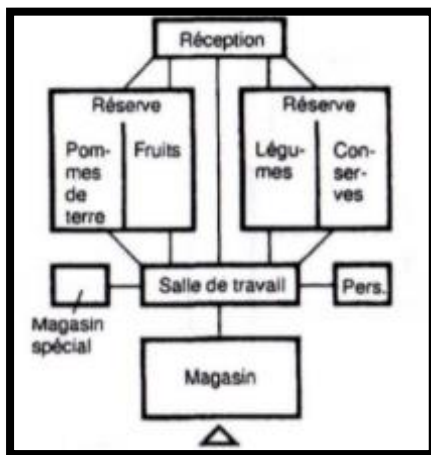 Réception
Réserve
Pom-
mes
de
terre
Fruits
Réserve
Légu-
mes
Con-
ser-
ves
Salle de travail
Pers.
Magasin
spécial
Magasin